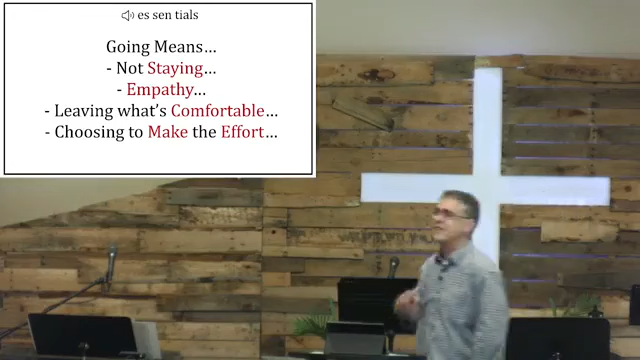 es sen tials
Going Means…
- Not Staying…
- Empathy…
- Leaving what's Comfortable…
- Choosing to Make the Effort…